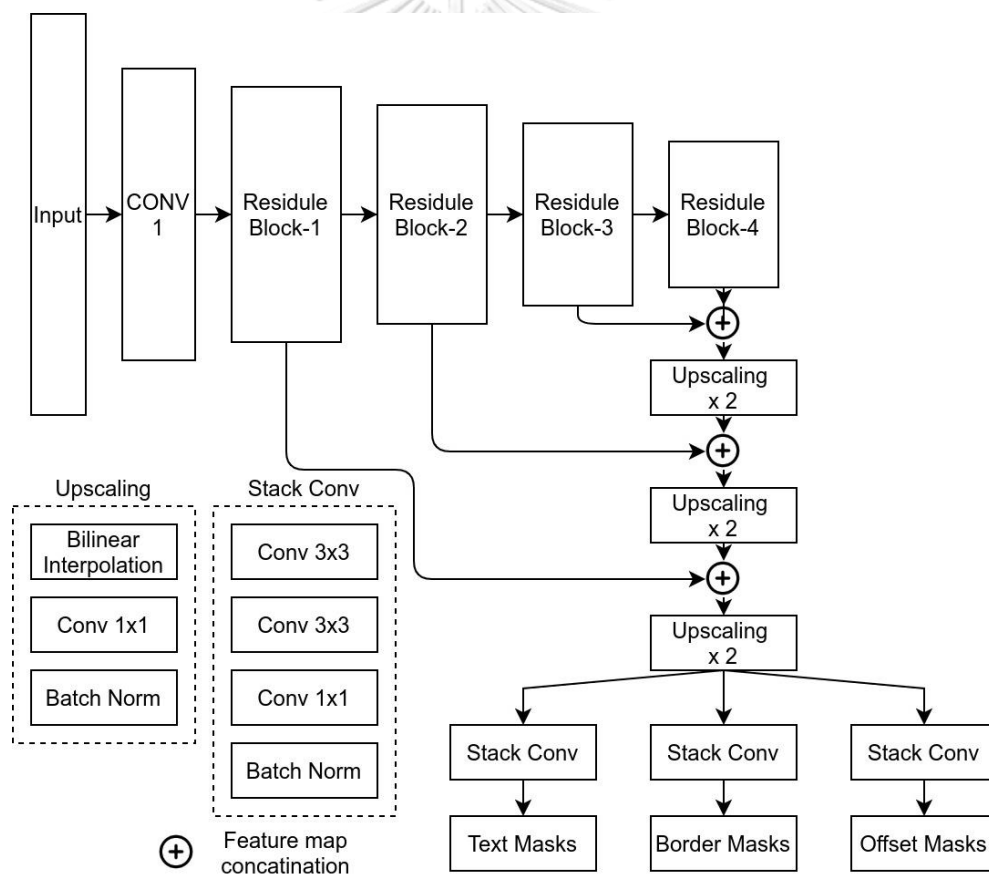 Input
CONV
1
Residule
Block-1
Residule
Block-2
Residule
Block-3
Residule
Block-4
Upscaling
x 2
Upscaling
x 2
Upscaling
x 2
Upscaling
Bilinear
Interpolation
Conv 1x1
Batch Norm
Stack Conv
Conv 3x3
Conv 3x3
Conv 1x1
Batch Norm
Feature map
concatination
Stack Conv
Stack Conv
Stack Conv
Text Masks
Border Masks
Offset Masks